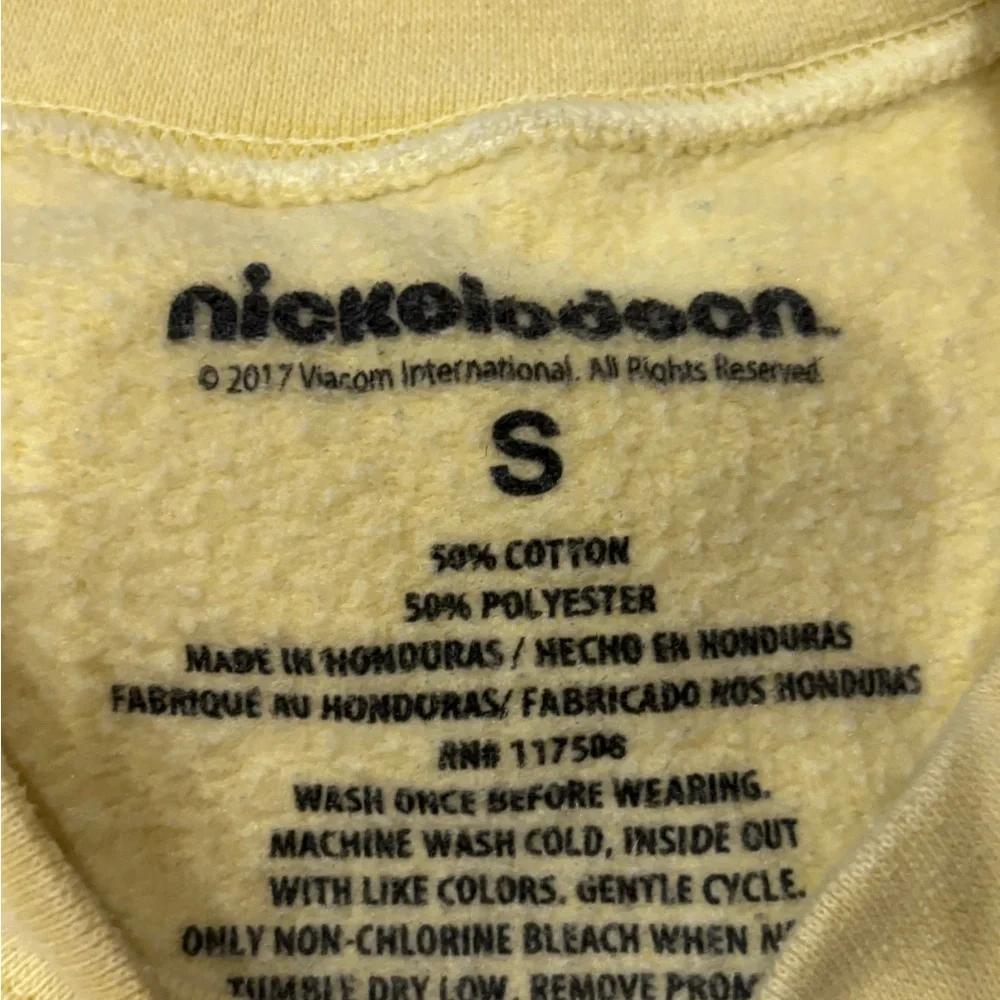 nickelodeon™
© 2017 Viacom International. All Rights Reserved.
S
50% COTTON
50% POLYESTER
MADE IN HONDURAS / HECHO EN HONDURAS
FABRIQUÉ AU HONDURAS/ FABRICADO NOS HONDURAS
RN# 117506
WASH ONCE BEFORE WEARING.
MACHINE WASH COLD, INSIDE OUT
WITH LIKE COLORS. GENTLE CYCLE.
ONLY NON-CHLORINE BLEACH WHEN
TUMBLE DRY LOW. REMOVE